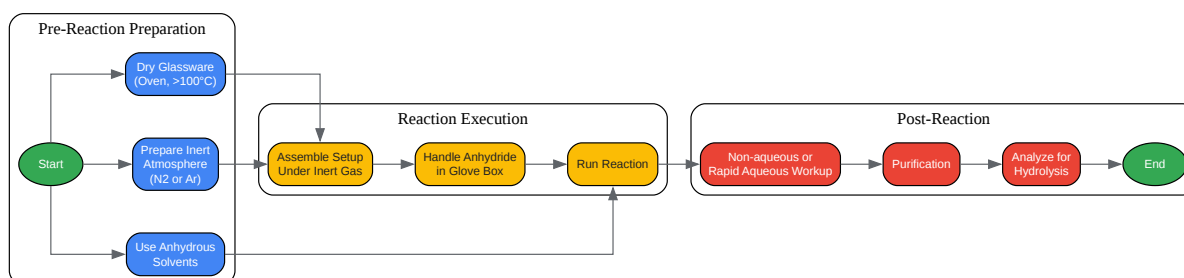 Pre-Reaction Preparation
Start
Dry Glassware
(Oven, >100°C)
Prepare Inert
Atmosphere
(N2 or Ar)
Use Anhydrous
Solvents
Reaction Execution
Assemble Setup
Under Inert Gas
Handle Anhydride
in Glove Box
Run Reaction
Post-Reaction
Non-aqueous or
Rapid Aqueous Workup
Purification
Analyze for
Hydrolysis
End